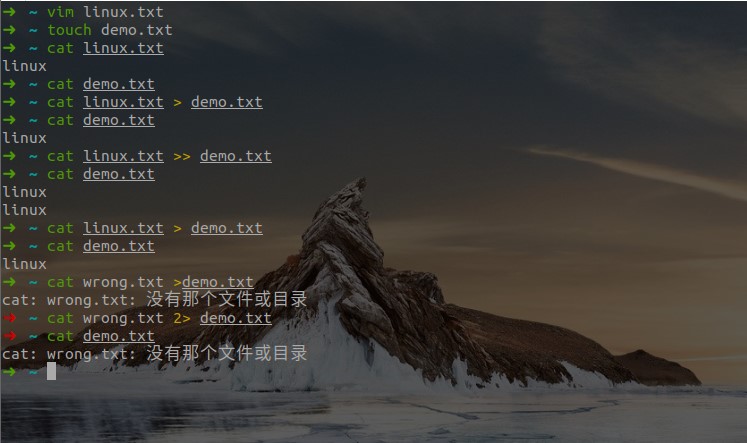 ➜ ~ vim linux.txt
➜ ~ touch demo.txt
➜ ~ cat linux.txt
linux
➜ ~ cat demo.txt
➜ ~ cat linux.txt > demo.txt
➜ ~ cat demo.txt
linux
➜ ~ cat linux.txt >> demo.txt
➜ ~ cat demo.txt
linux
linux
➜ ~ cat linux.txt > demo.txt
➜ ~ cat demo.txt
linux
➜ ~ cat wrong.txt >demo.txt
cat: wrong.txt: 没有那个文件或目录
➜ ~ cat wrong.txt 2> demo.txt
➜ ~ cat demo.txt
cat: wrong.txt: 没有那个文件或目录
➜ ~